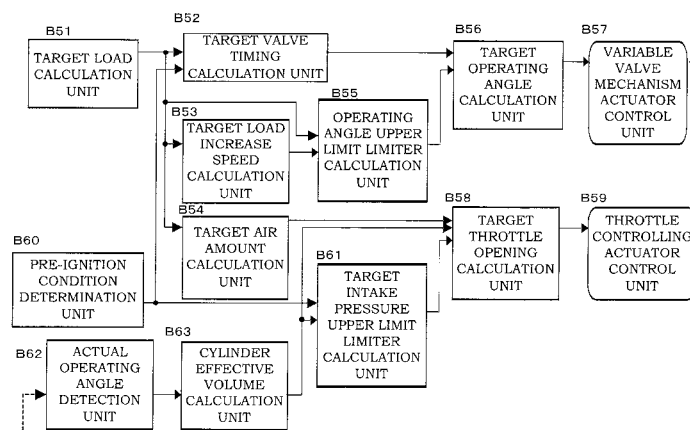 B51
TARGET LOAD
CALCULATION
UNIT
B52
TARGET VALVE
TIMING
CALCULATION UNIT
B53
TARGET LOAD
INCREASE
SPEED
CALCULATION
UNIT
B54
TARGET AIR
AMOUNT
CALCULATION
UNIT
B55
OPERATING
ANGLE UPPER
LIMIT LIMITER
CALCULATION
UNIT
B56
TARGET
OPERATING
ANGLE
CALCULATION
UNIT
B57
VARIABLE
VALVE
MECHANISM
ACTUATOR
CONTROL
UNIT
B58
TARGET
THROTTLE
OPENING
CALCULATION
UNIT
B59
THROTTLE
CONTROLLING
ACTUATOR
CONTROL
UNIT
B60
PRE-IGNITION
CONDITION
DETERMINATION
UNIT
B61
TARGET
INTAKE
PRESSURE
UPPER LIMIT
LIMITER
CALCULATION
UNIT
B62
ACTUAL
OPERATING
ANGLE
DETECTION
UNIT
B63
CYLINDER
EFFECTIVE
VOLUME
CALCULATION
UNIT